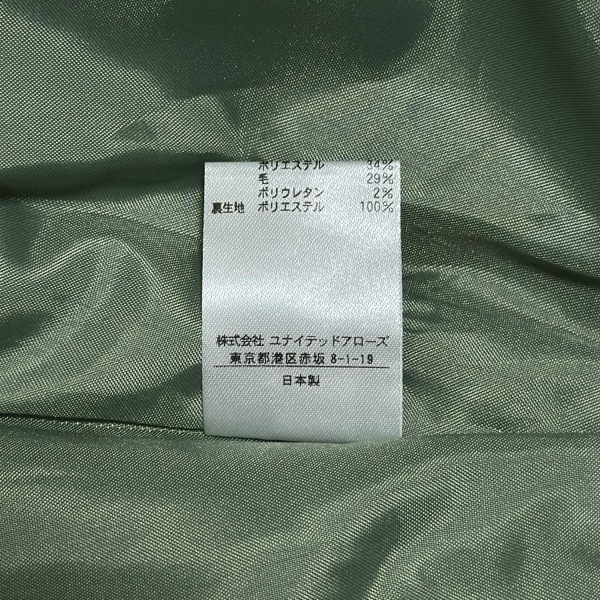 ポリエステル 34%
毛 29%
ポリウレタン 2%
裏生地 ポリエステル 100%
株式会社 ユナイテッドアローズ
東京都港区赤坂 8-1-19
日本製